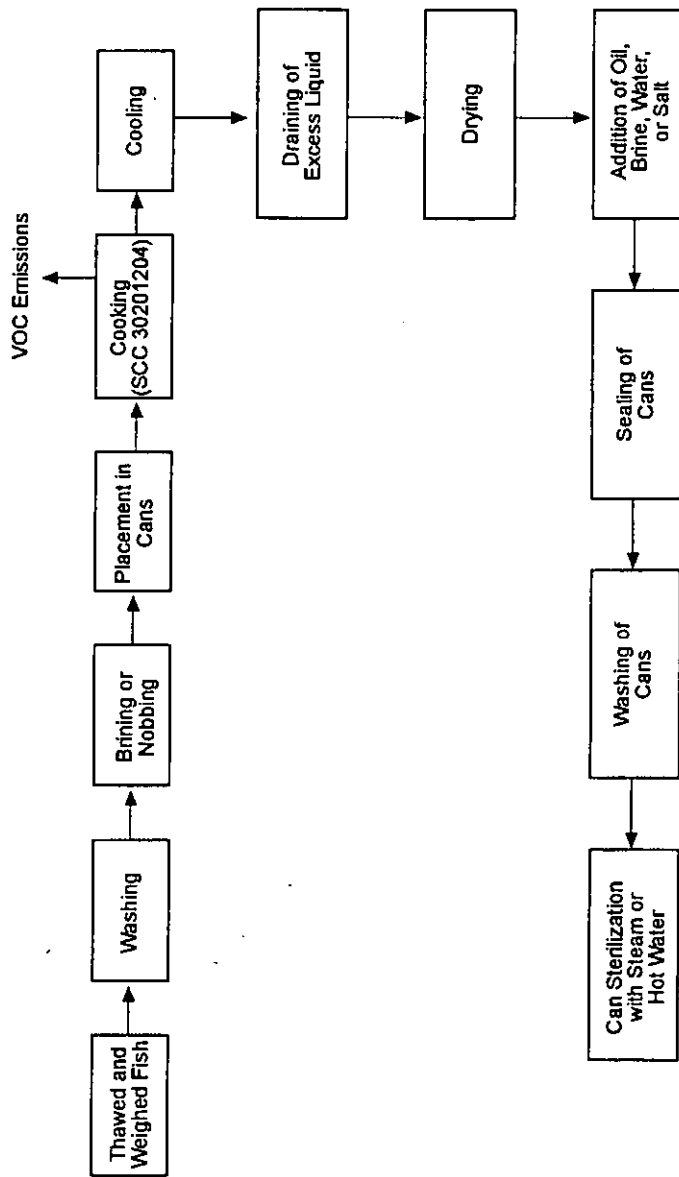 VOC Emissions
Thawed and
Weighed Fish
Washing
Brining or
Nobbing
Placement in
Cans
Cooking
(SCC 30201204)
Cooling
Draining of
Excess Liquid
Drying
Addition of Oil,
Brine, Water,
or Salt
Sealing of
Cans
Washing of
Cans
Can Sterilization
with Steam or
Hot Water